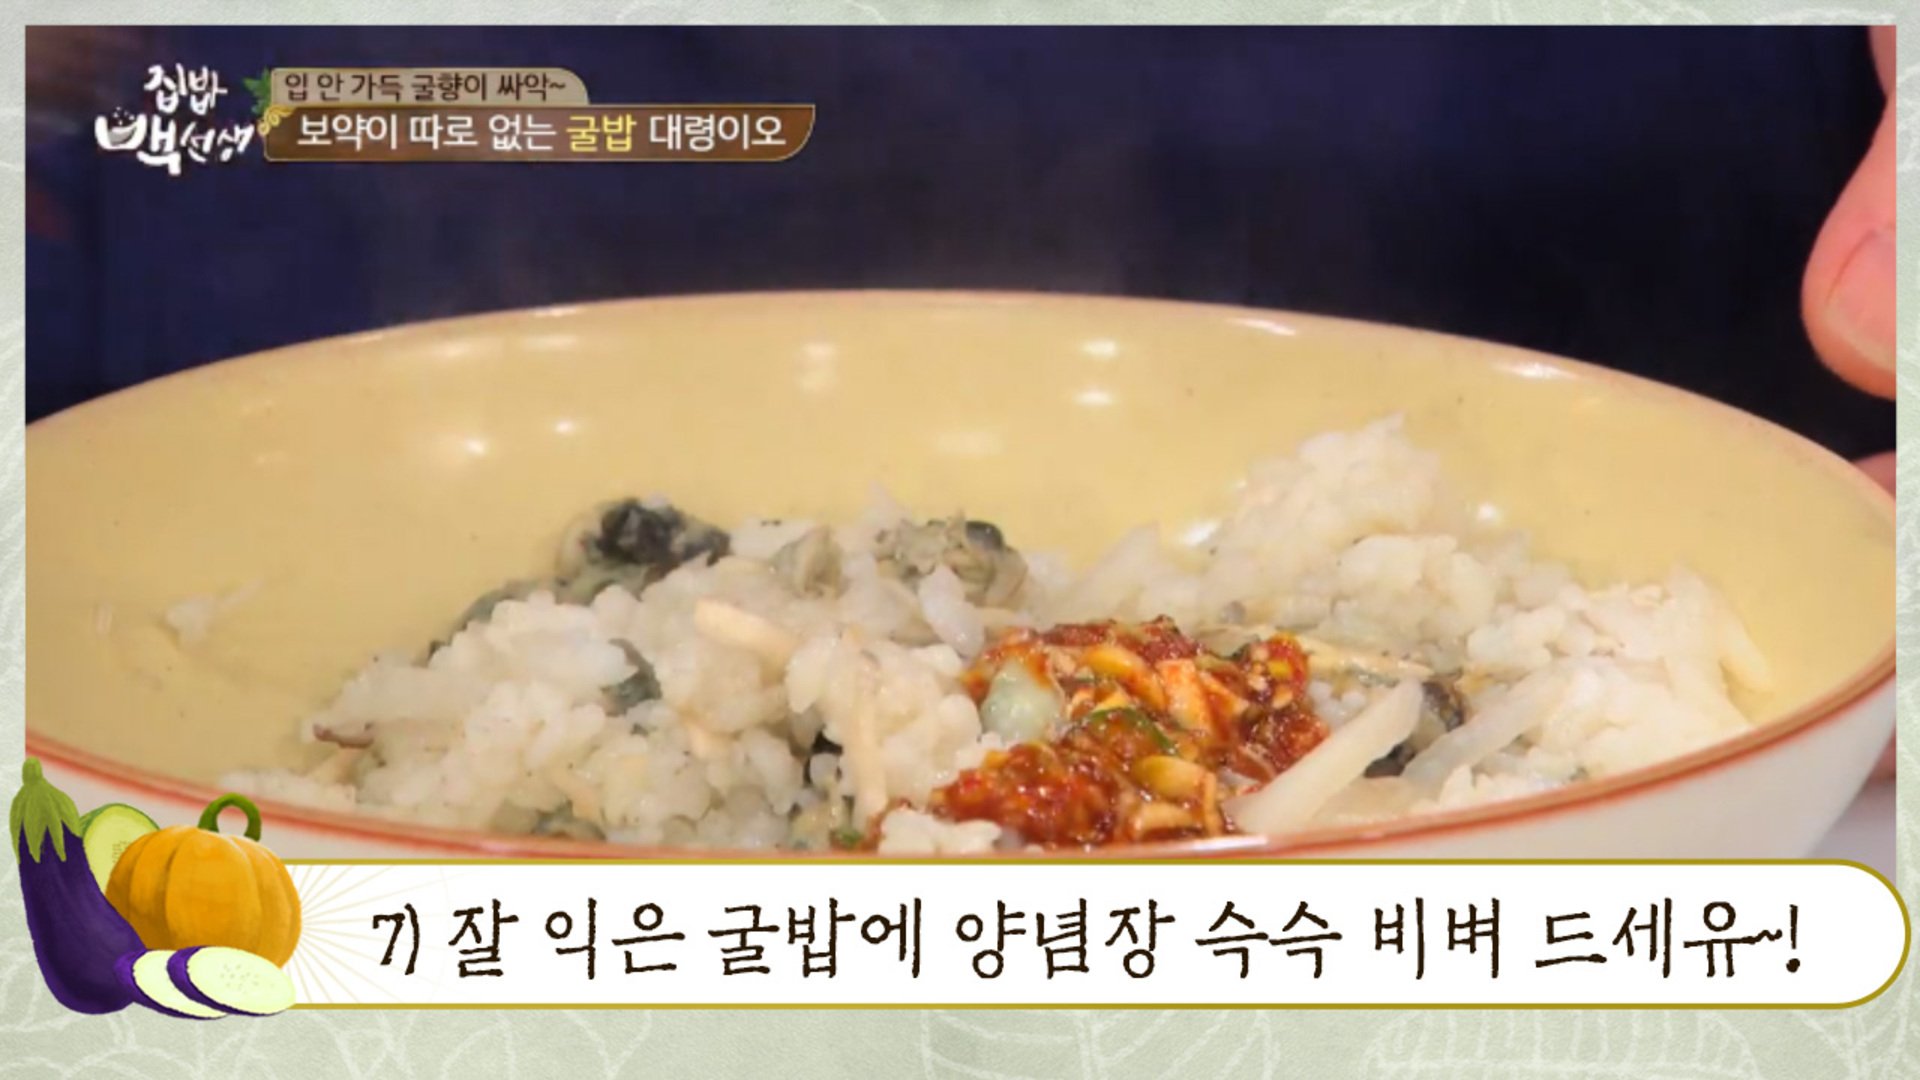 집밥
백선생
입 안 가득 굴향이 싸악~
보약이 따로 없는 굴밥 대령이오
7) 잘 익은 굴밥에 양념장 슥슥 비벼 드세유~!